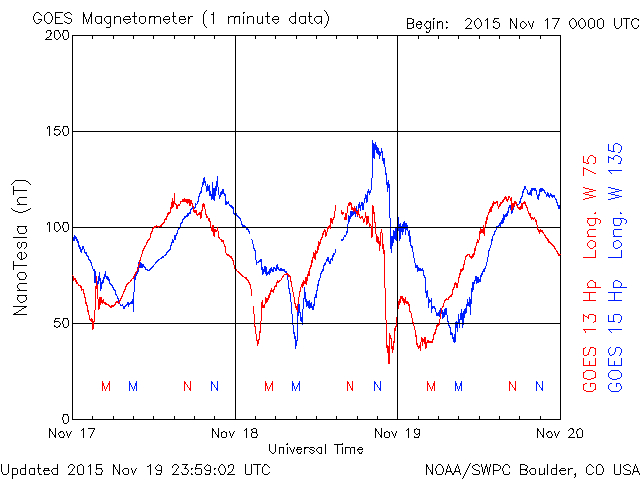 GOES Magnetometer (1 minute data)
Begin: 2015 Nov 17 0000 UTC
200
150
100
50
0
NanoTesla (nT)
M M N N M M N N M M N N
Nov 17 Nov 18 Nov 19 Nov 20
Universal Time
GOES 13 Hp Long. W 75
GOES 15 Hp Long. W 135
Updated 2015 Nov 19 23:59:02 UTC
NOAA/SWPC Boulder, CO USA